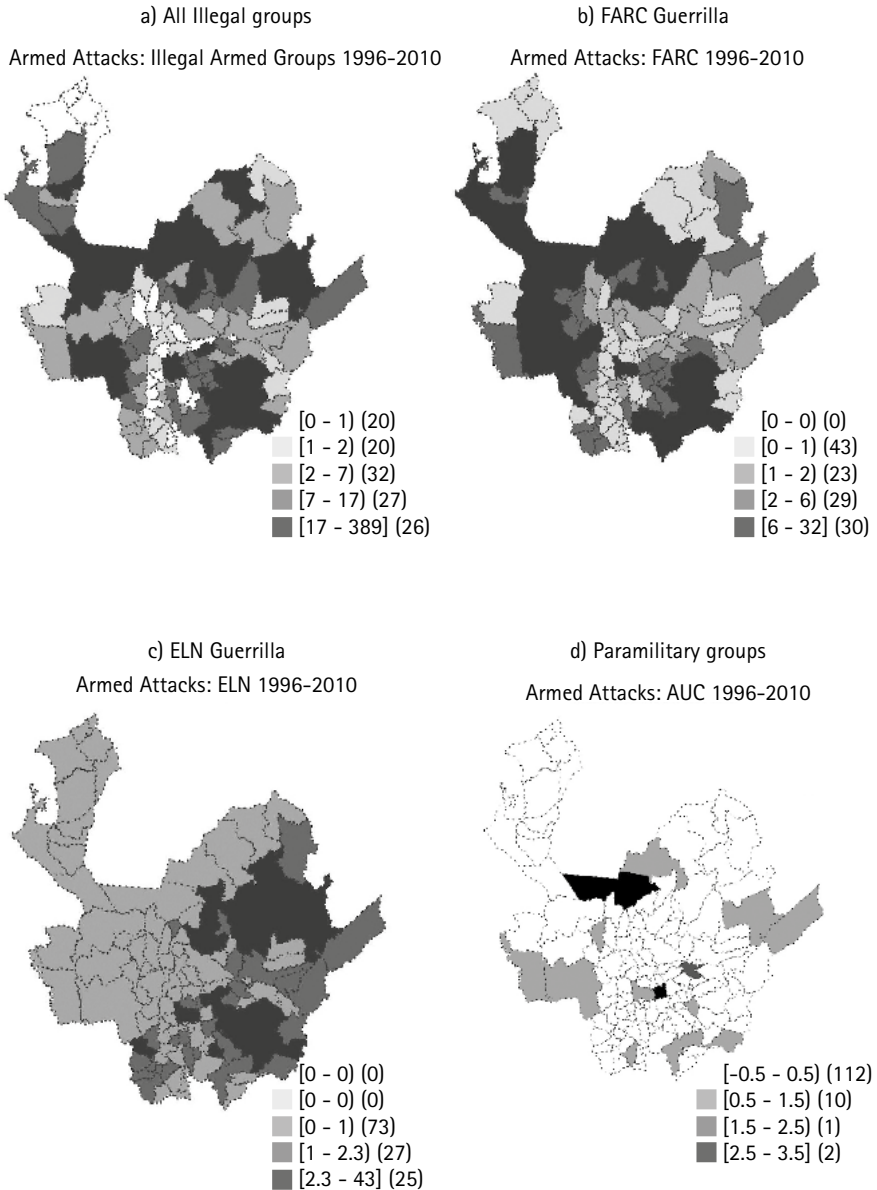 a) All Illegal groups
Armed Attacks: Illegal Armed Groups 1996-2010
[0 - 1) (20)
[1 - 2) (20)
[2 - 7) (32)
[7 - 17) (27)
[17 - 389] (26)
b) FARC Guerrilla
Armed Attacks: FARC 1996-2010
[0 - 0) (0)
[0 - 1) (43)
[1 - 2) (23)
[2 - 6) (29)
[6 - 32] (30)
c) ELN Guerrilla
Armed Attacks: ELN 1996-2010
[0 - 0) (0)
[0 - 0) (0)
[0 - 1) (73)
[1 - 2.3) (27)
[2.3 - 43] (25)
d) Paramilitary groups
Armed Attacks: AUC 1996-2010
[-0.5 - 0.5) (112)
[0.5 - 1.5) (10)
[1.5 - 2.5) (1)
[2.5 - 3.5] (2)